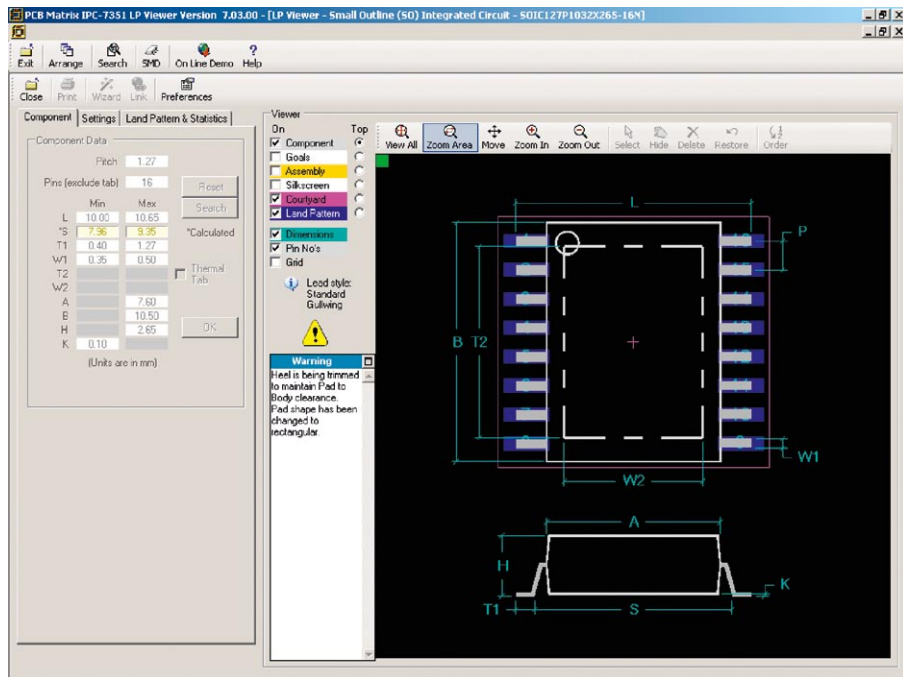 PCB Matrix IPC-7351 LP Viewer Version 7.03.00 - [LP Viewer - Small Outline (SO) Integrated Circuit - SOIC127P1032X265-16N]
Exit Arrange Search SMD On Line Demo Help
Close Print Wizard Link Preferences
Component Settings Land Pattern & Statistics
Component Data
Pitch 1.27
Pins (exclude tab) 16
Reset
Min Max
Search
L 10.00 10.65
*S 7.96 9.35 *Calculated
T1 0.40 1.27
W1 0.35 0.50
T2
Thermal
Tab
W2
A 7.60
B 10.50
H 2.65
OK
K 0.10
(Units are in mm)
Viewer
On Top
Component
Goals
Assembly
Silkscreen
Courtyard
Land Pattern
Dimensions
Pin No's
Grid
Lead style:
Standard
Gullwing
Warning
Heel is being trimmed
to maintain Pad to
Body clearance.
Pad shape has been
changed to
rectangular.
View All Zoom Area Move Zoom In Zoom Out Select Hide Delete Restore Order
L
P
B T2
W1
W2
A
H
K
T1 S